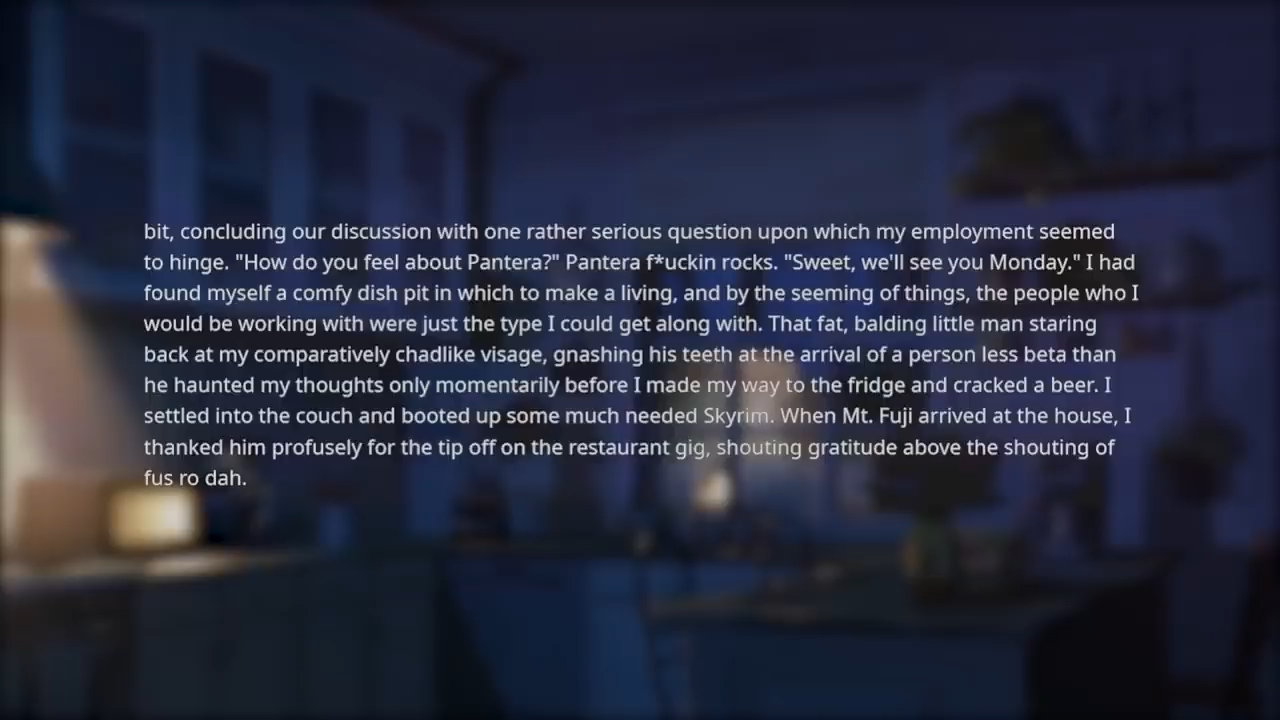 bit, concluding our discussion with one rather serious question upon which my employment seemed
to hinge. "How do you feel about Pantera?" Pantera f*uckin rocks. "Sweet, we'll see you Monday." I had
found myself a comfy dish pit in which to make a living, and by the seeming of things, the people who I
would be working with were just the type I could get along with. That fat, balding little man staring
back at my comparatively chadlike visage, gnashing his teeth at the arrival of a person less beta than
he haunted my thoughts only momentarily before I made my way to the fridge and cracked a beer. I
settled into the couch and booted up some much needed Skyrim. When Mt. Fuji arrived at the house, I
thanked him profusely for the tip off on the restaurant gig, shouting gratitude above the shouting of
fus ro dah.